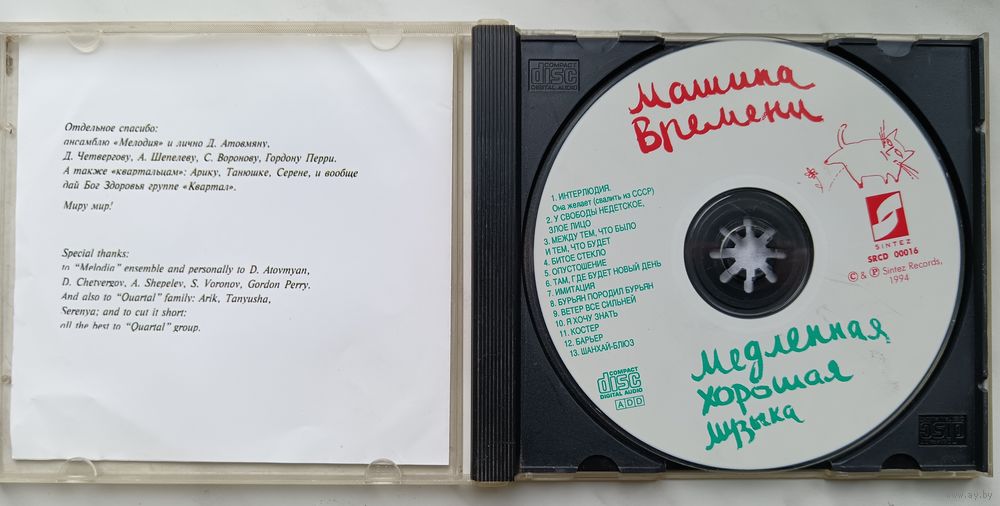 Отдельное спасибо:
ансамблю «Мелодия» и лично Д. Атовмяну,
Д. Четвергову, А. Шепелеву, С. Воронову, Гордону Перри.
А также «квартальцам»: Арику, Танюшке, Серене, и вообще
дай Бог Здоровья группе «Квартал».
Миру мир!
Special thanks:
to "Melodia" ensemble and personally to D. Atovmyan,
D. Chetvergov, A. Shepelev, S. Voronov, Gordon Perry.
And also to "Quartal" family: Arik, Tanyusha,
Serenya; and to cut it short:
all the best to "Quartal" group.
COMPACT
disc
DIGITAL AUDIO
Машина
Времени
1. ИНТЕРЛЮДИЯ.
Она желает (свалить из СССР)
2. У СВОБОДЫ НЕДЕТСКОЕ,
ЗЛОЕ ЛИЦО
3. МЕЖДУ ТЕМ, ЧТО БЫЛО
И ТЕМ, ЧТО БУДЕТ
4. БИТОЕ СТЕКЛО
5. ОПУСТОШЕНИЕ
6. ТАМ, ГДЕ БУДЕТ НОВЫЙ ДЕНЬ
7. ИМИТАЦИЯ
8. БУРЬЯН ПОРОДИЛ БУРЬЯН
9. ВЕТЕР ВСЕ СИЛЬНЕЙ
10. Я ХОЧУ ЗНАТЬ
11. КОСТЕР
12. БАРЬЕР
13. ШАНХАЙ-БЛЮЗ
SINTEZ
SRCD 00016
© & ℗ Sintez Records,
1994
COMPACT
disc
DIGITAL AUDIO
ADD
Медленная
хорошая
музыка
disc
www.ay.by